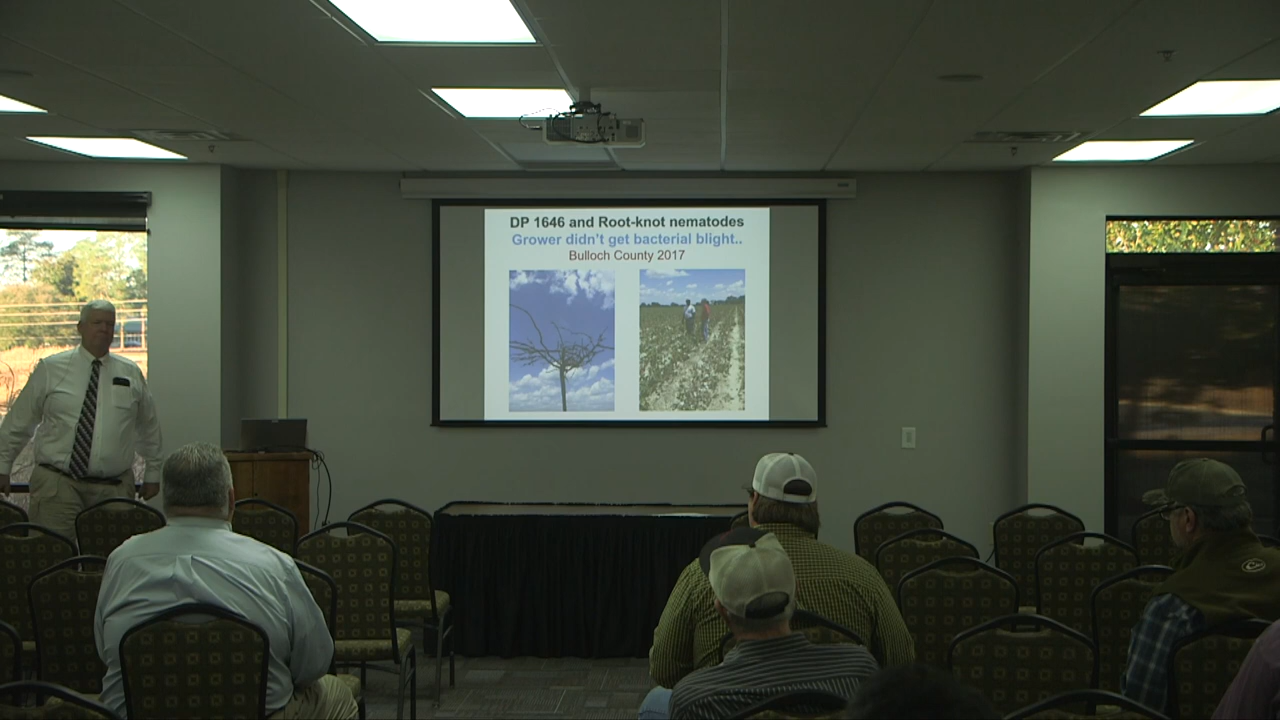 DP 1646 and Root-knot nematodes
Grower didn't get bacterial blight..
Bulloch County 2017